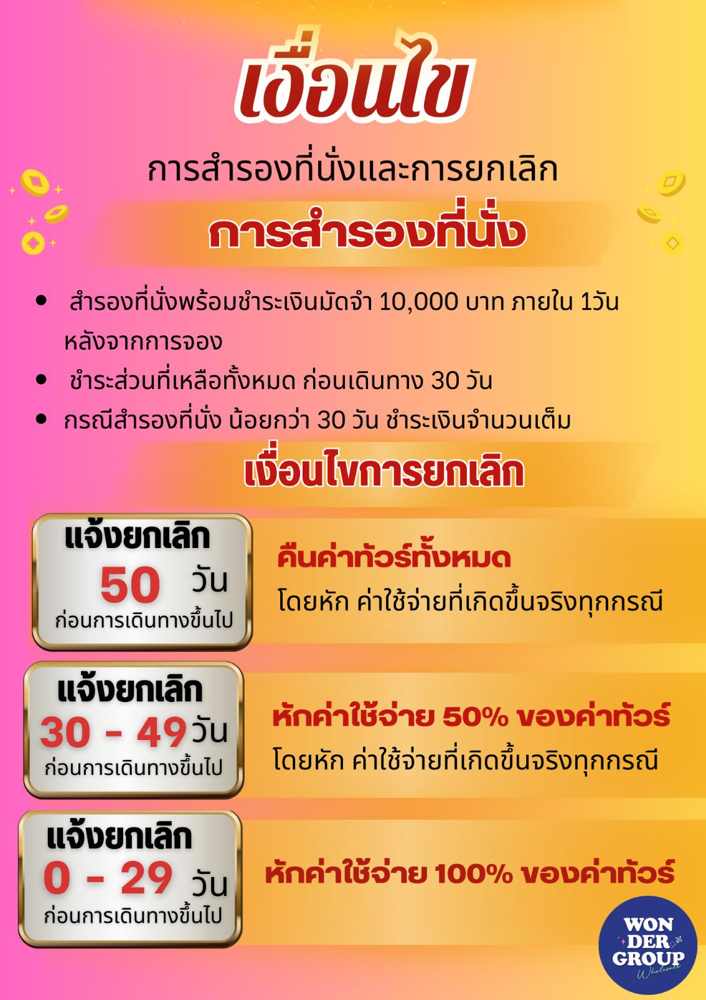 เงื่อนไข
การสำรองที่นั่งและการยกเลิก
การสำรองที่นั่ง
• สำรองที่นั่งพร้อมชำระเงินมัดจำ 10,000 บาท ภายใน 1วัน
หลังจากการจอง
• ชำระส่วนที่เหลือทั้งหมด ก่อนเดินทาง 30 วัน
• กรณีสำรองที่นั่ง น้อยกว่า 30 วัน ชำระเงินจำนวนเต็ม
เงื่อนไขการยกเลิก
แจ้งยกเลิก
50 วัน
ก่อนการเดินทางขึ้นไป
คืนค่าทัวร์ทั้งหมด
โดยหัก ค่าใช้จ่ายที่เกิดขึ้นจริงทุกกรณี
แจ้งยกเลิก
30 - 49 วัน
ก่อนการเดินทางขึ้นไป
หักค่าใช้จ่าย 50% ของค่าทัวร์
โดยหัก ค่าใช้จ่ายที่เกิดขึ้นจริงทุกกรณี
แจ้งยกเลิก
0 - 29 วัน
ก่อนการเดินทางขึ้นไป
หักค่าใช้จ่าย 100% ของค่าทัวร์
WON
DER
GROUP
Wholesale